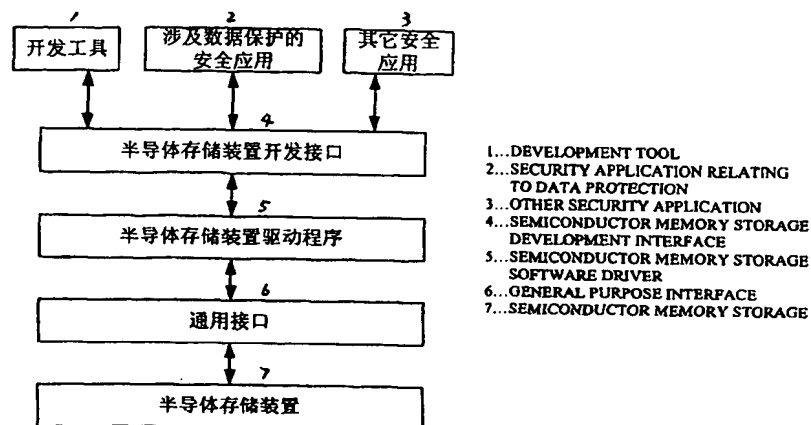 1
2
3
开发工具
涉及数据保护的
安全应用
其它安全
应用
4
半导体存储装置开发接口
5
半导体存储装置驱动程序
6
通用接口
7
半导体存储装置
1...DEVELOPMENT TOOL
2...SECURITY APPLICATION RELATING
TO DATA PROTECTION
3...OTHER SECURITY APPLICATION
4...SEMICONDUCTOR MEMORY STORAGE
DEVELOPMENT INTERFACE
5...SEMICONDUCTOR MEMORY STORAGE
SOFTWARE DRIVER
6...GENERAL PURPOSE INTERFACE
7...SEMICONDUCTOR MEMORY STORAGE